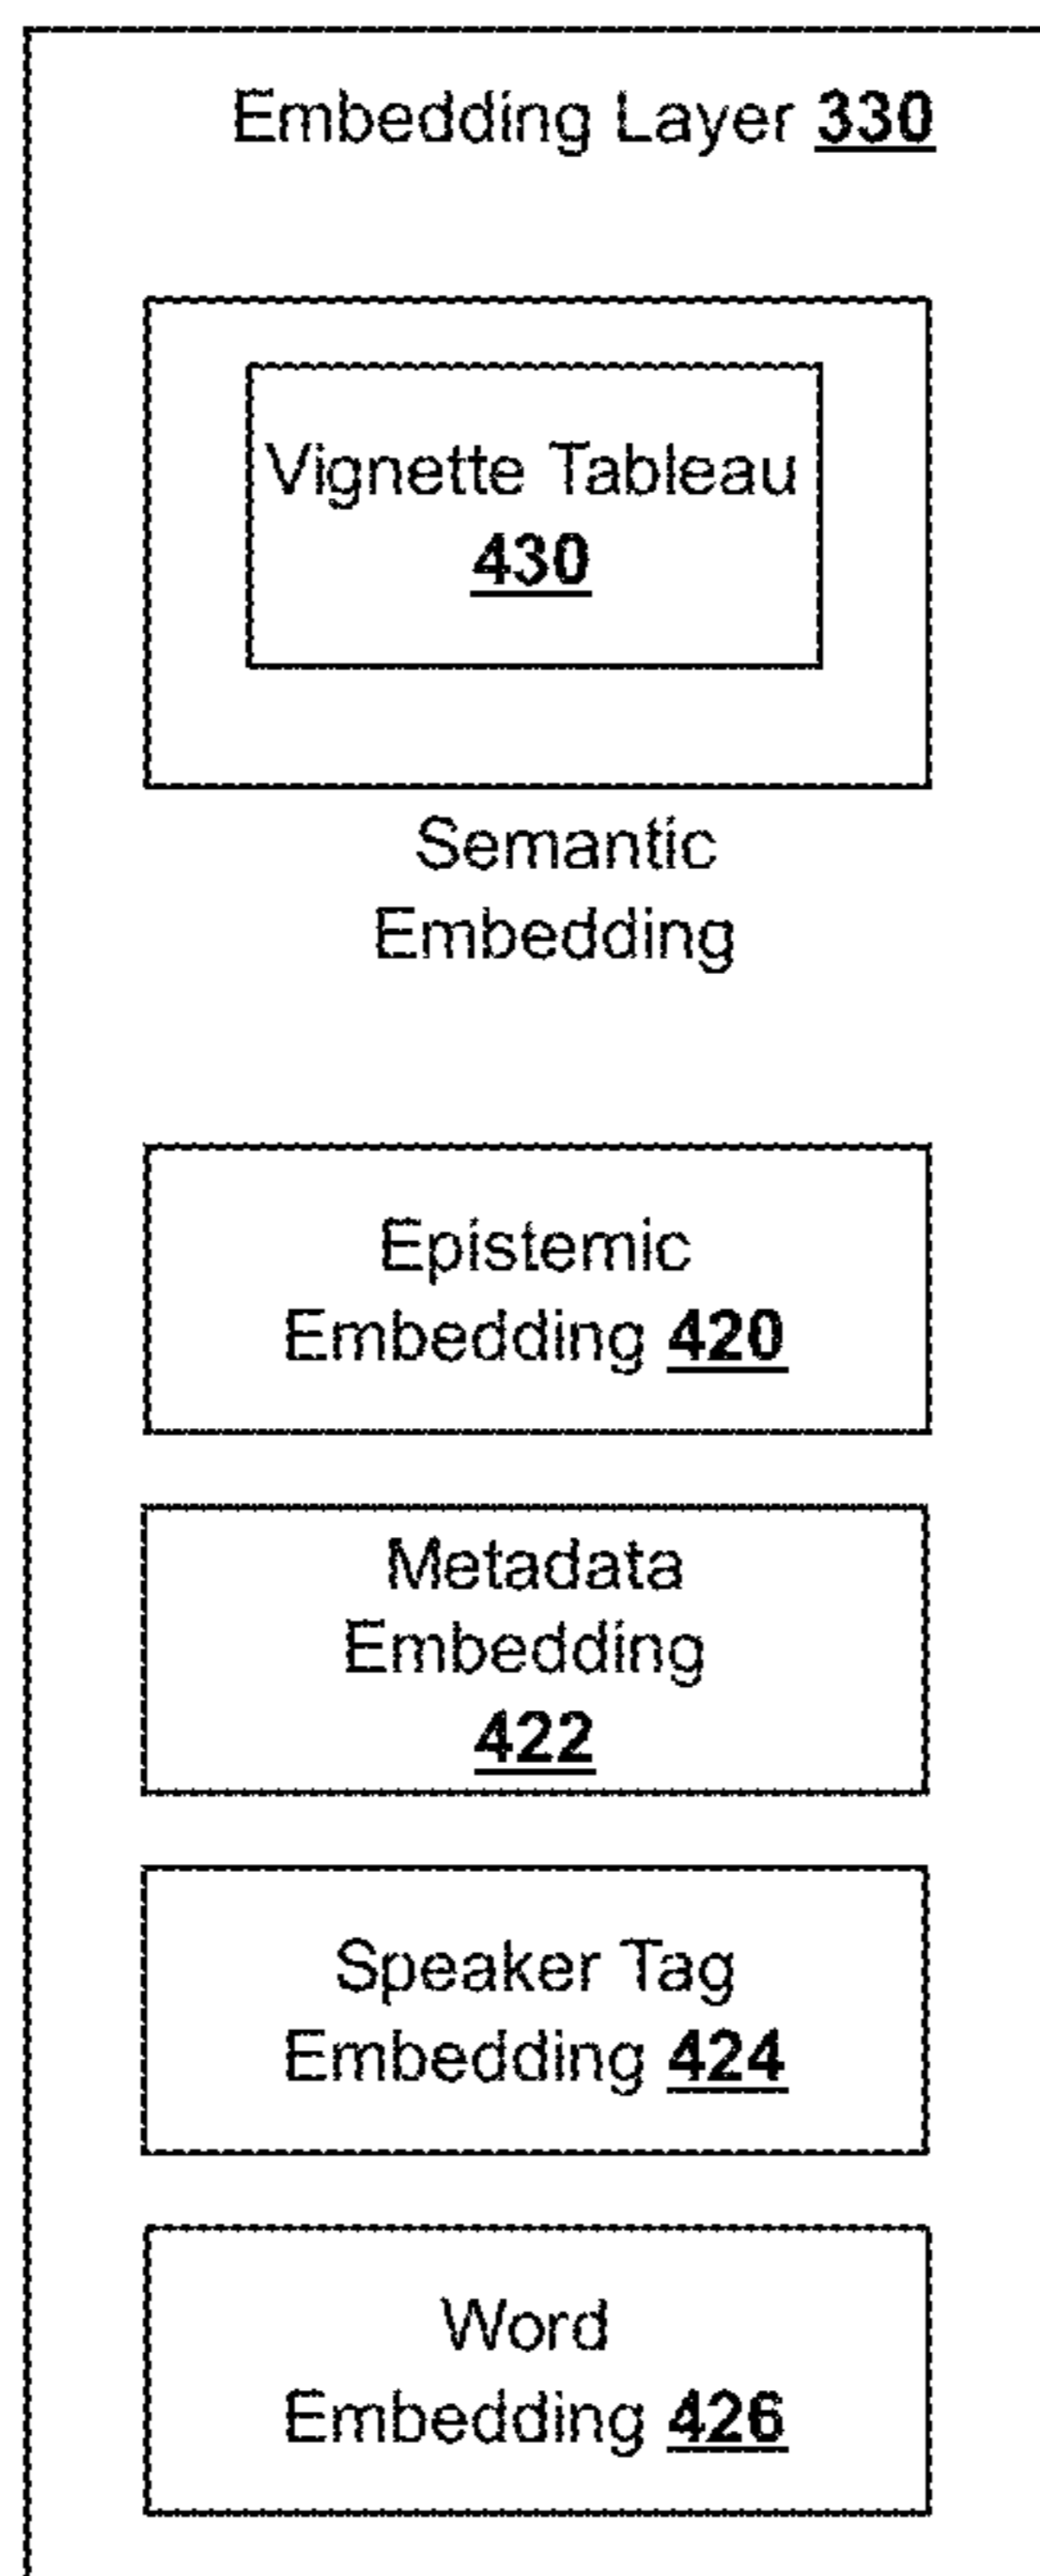 Embedding Layer 330
Vignette Tableau
430
Semantic
Embedding
Epistemic
Embedding 420
Metadata
Embedding
422
Speaker Tag
Embedding 424
Word
Embedding 426